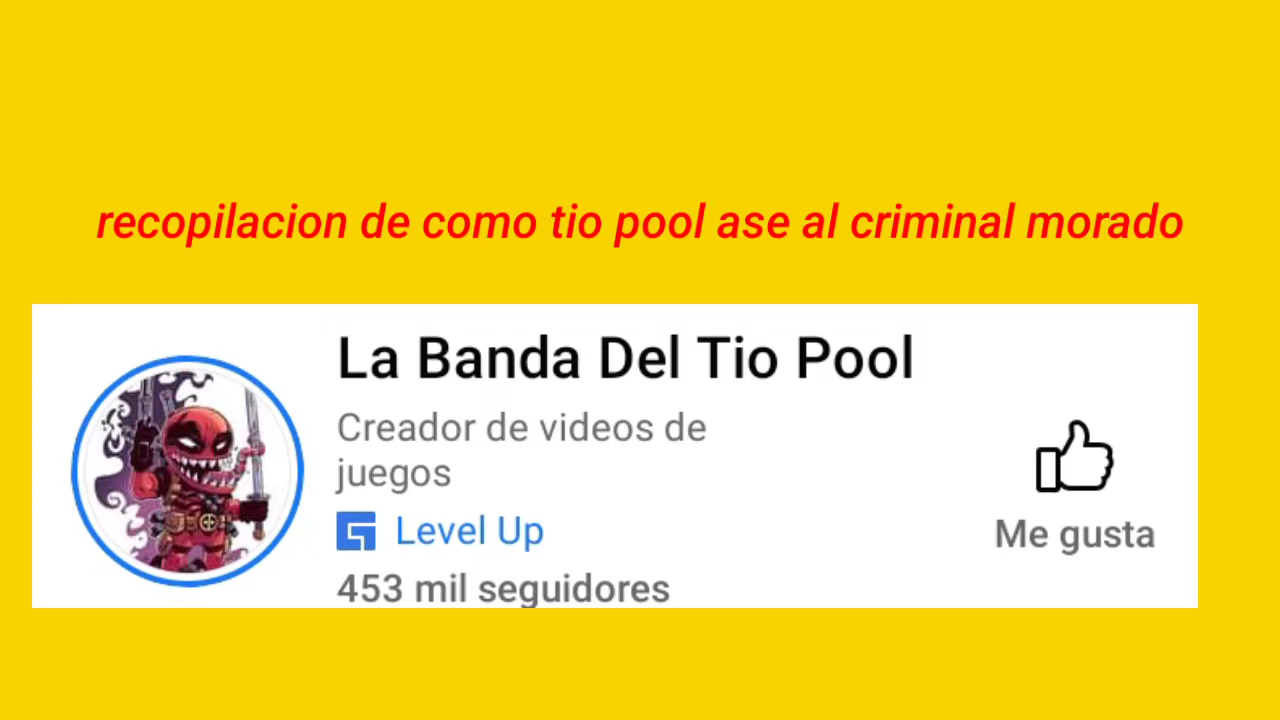 recopilacion de como tio pool ase al criminal morado
La Banda Del Tio Pool
Creador de videos de
juegos
Level Up
453 mil seguidores
Me gusta